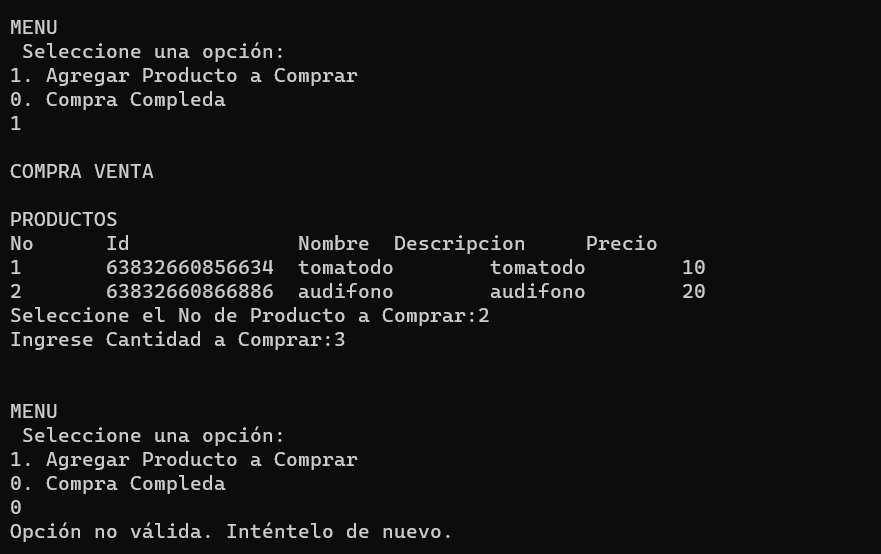 MENU
Seleccione una opción:
1. Agregar Producto a Comprar
0. Compra Compleda
1
COMPRA VENTA
PRODUCTOS
No Id Nombre Descripcion Precio
1 63832660856634 tomatodo tomatodo 10
2 63832660866886 audifono audifono 20
Seleccione el No de Producto a Comprar:2
Ingrese Cantidad a Comprar:3
MENU
Seleccione una opción:
1. Agregar Producto a Comprar
0. Compra Compleda
0
Opción no válida. Inténtelo de nuevo.